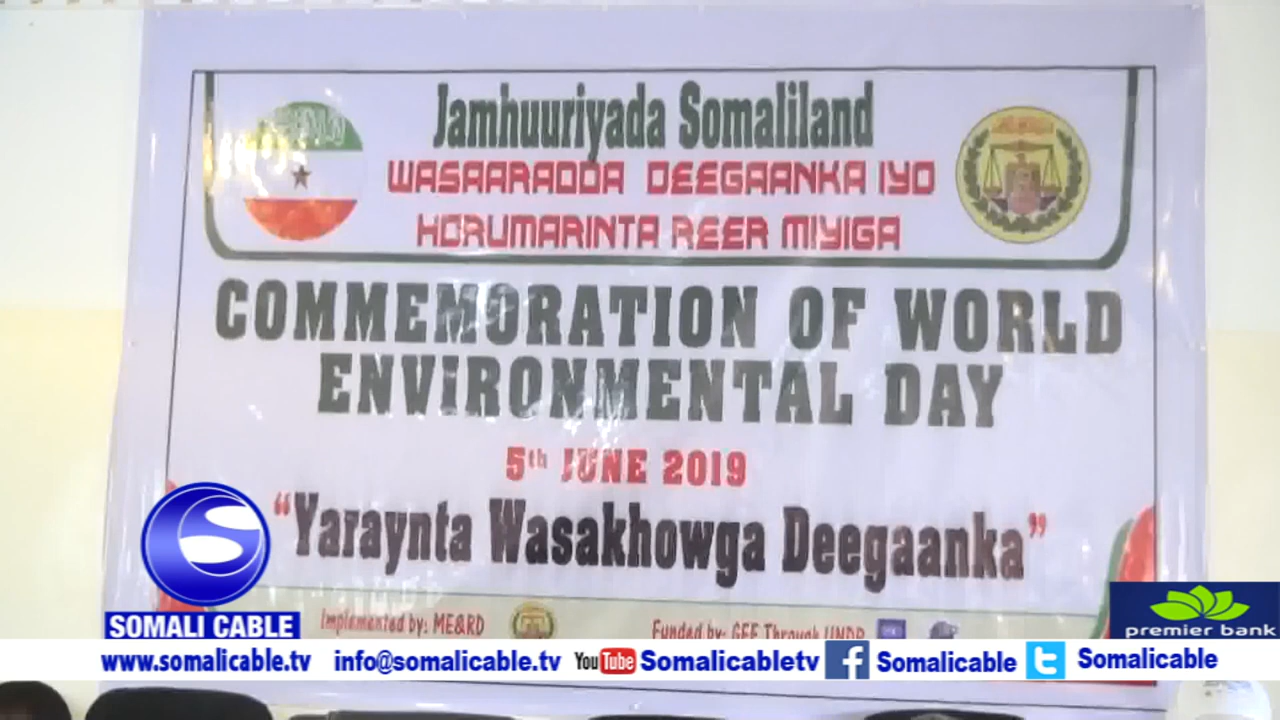 Jamhuuriyada Somaliland
WASAARADDA DEEGAANKA IYO
HORUMARINTA REER MIYIGA
COMMEMORATION OF WORLD
ENVIRONMENTAL DAY
5th JUNE 2019
"Yaraynta Wasakhowga Deegaanka"
Implemented by: ME&RD
Funded by: GEF Through UNDP
SOMALI CABLE
premier bank
www.somalicable.tv info@somalicable.tv YouTube Somalicabletv f Somalicable Somalicable